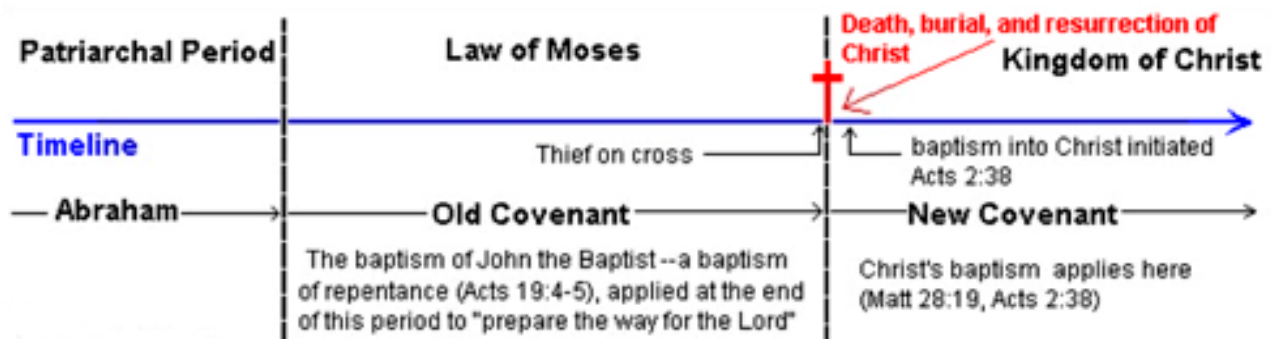 Patriarchal Period
Law of Moses
Death, burial, and resurrection of
Christ
Kingdom of Christ
Timeline
Thief on cross
baptism into Christ initiated
Acts 2:38
Abraham
Old Covenant
New Covenant
The baptism of John the Baptist--a baptism
of repentance (Acts 19:4-5), applied at the end
of this period to "prepare the way for the Lord"
Christ's baptism applies here
(Matt 28:19, Acts 2:38)